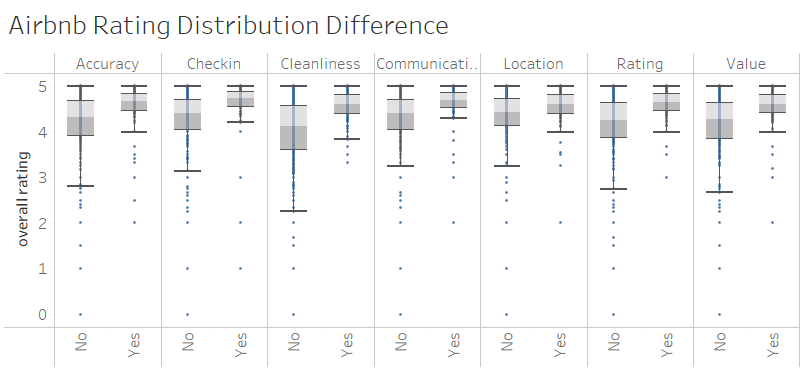 Airbnb Rating Distribution Difference
Accuracy Checkin Cleanliness Communicati.. Location Rating Value
overall rating
5
4
3
2
1
0
No Yes No Yes No Yes No Yes No Yes No Yes No Yes